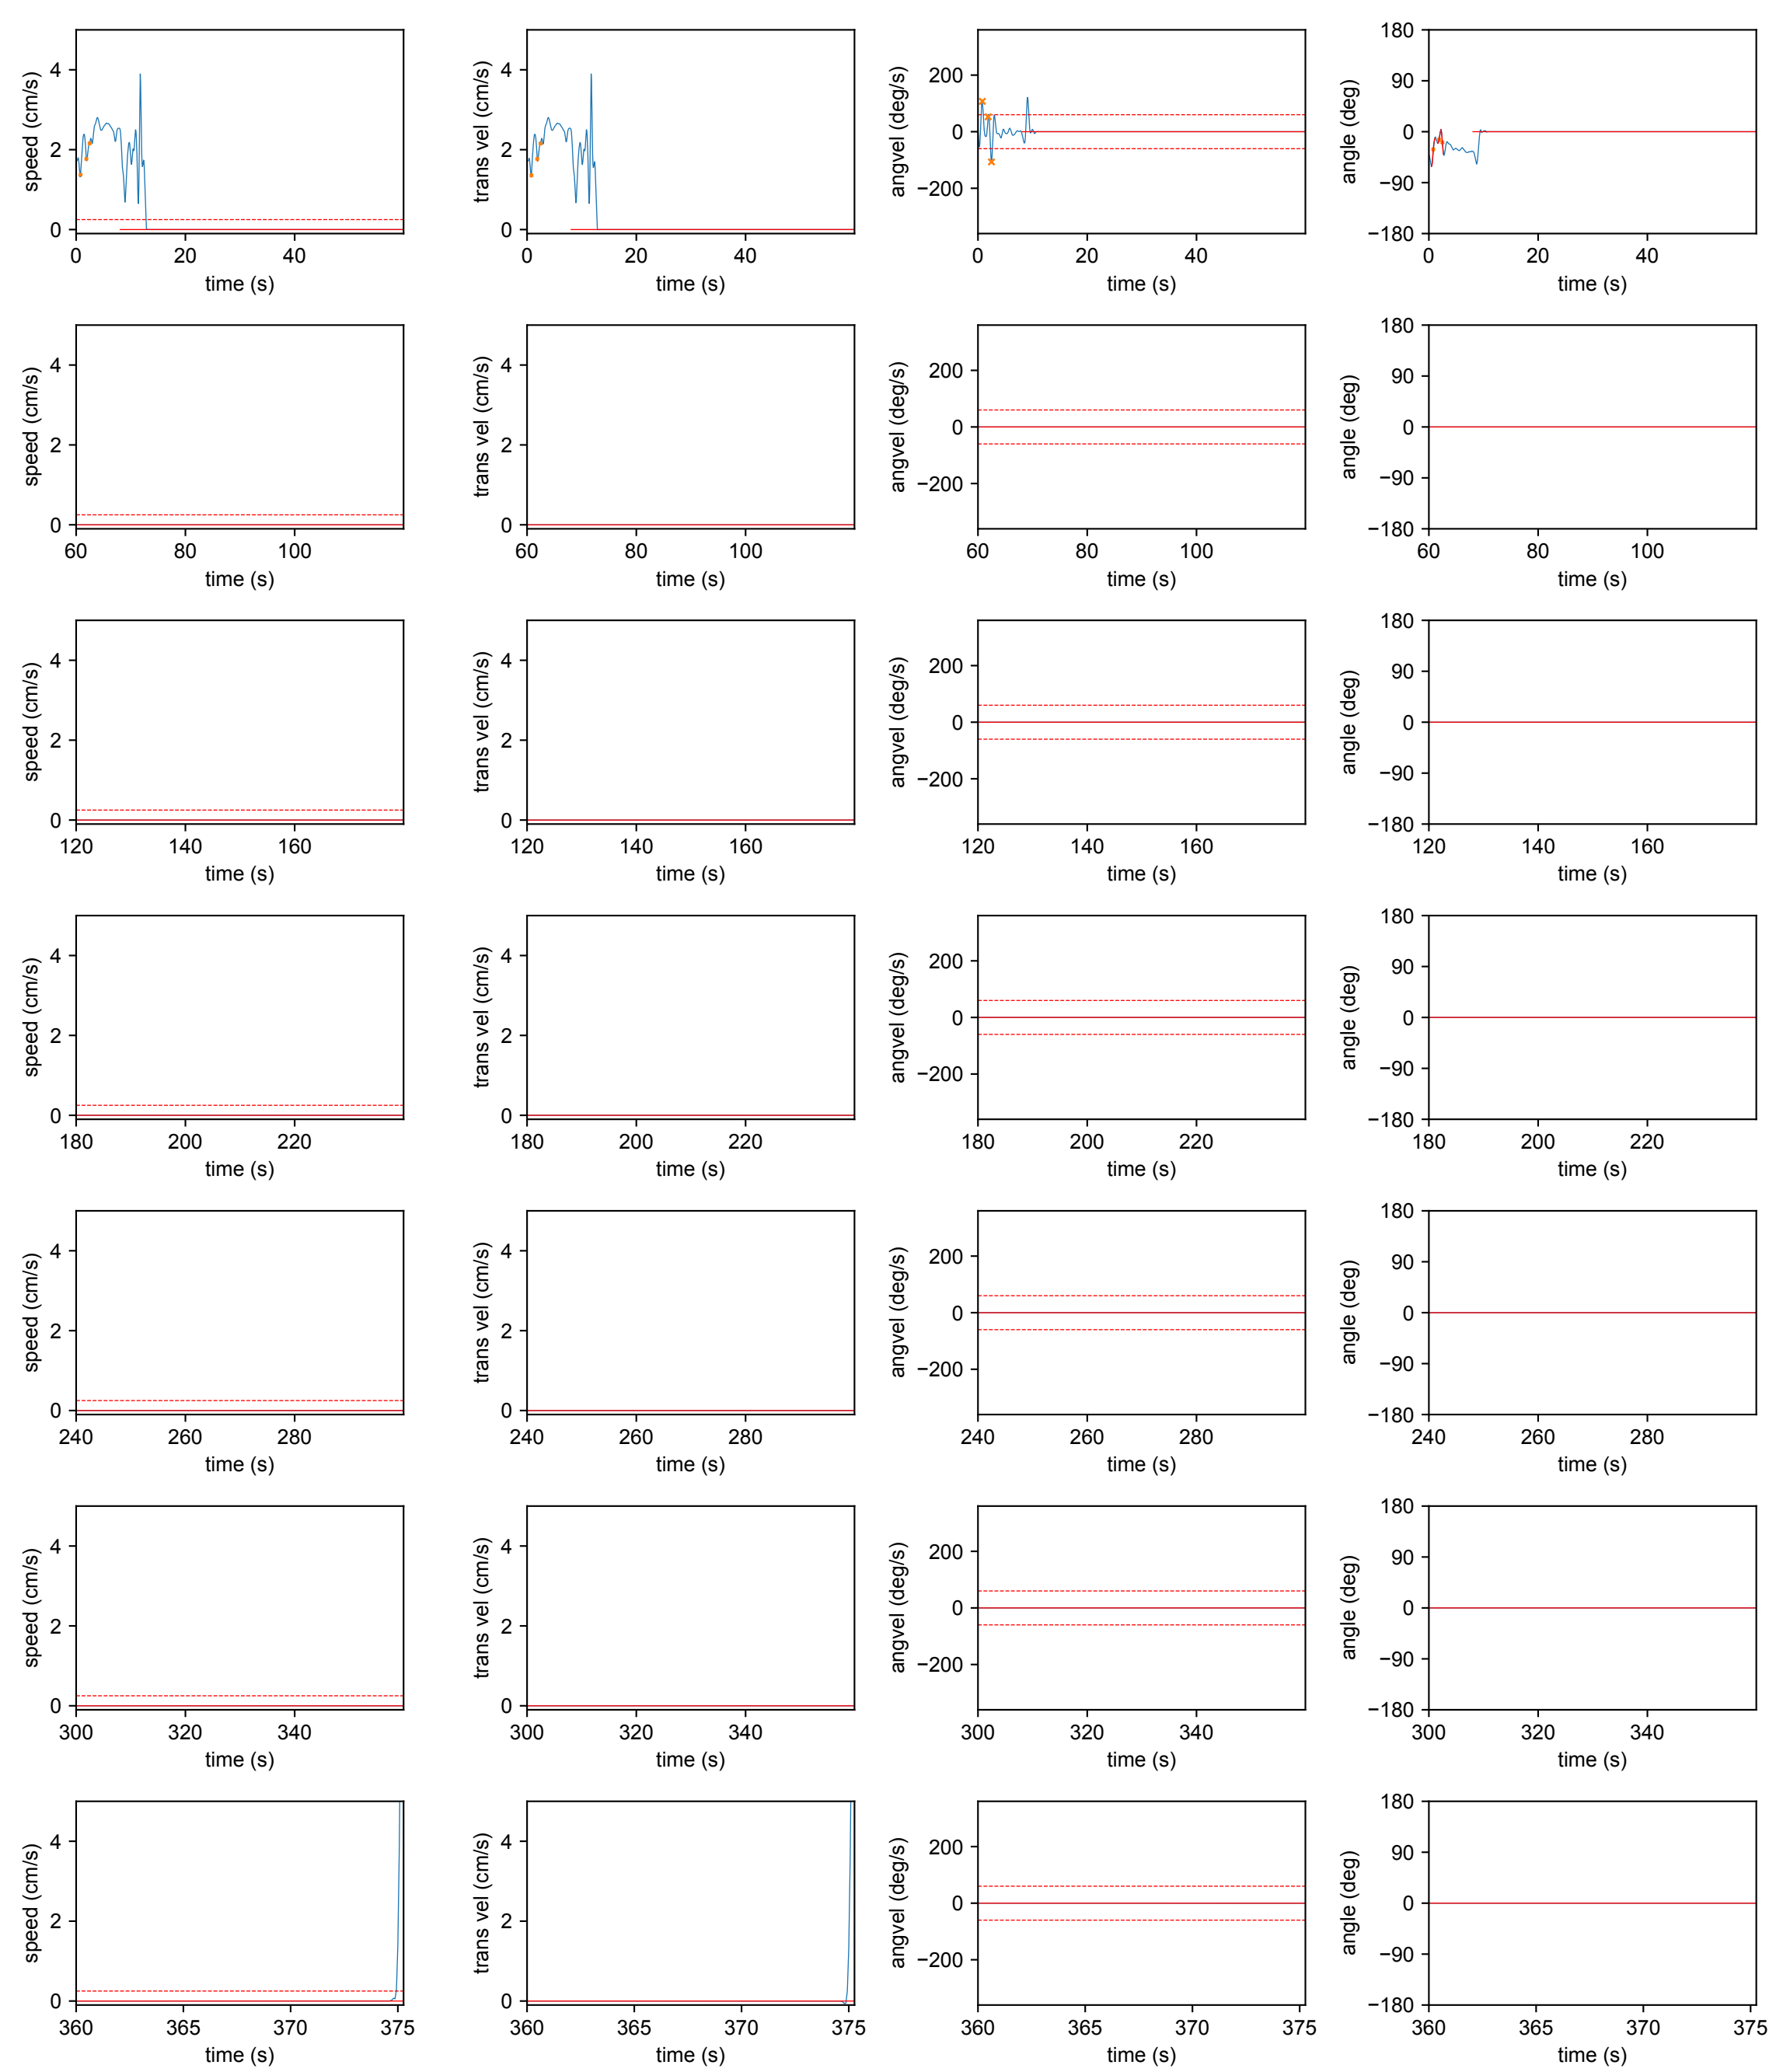 speed (cm/s) 4 2 0 0 20 40 time (s)
trans vel (cm/s) 4 2 0 0 20 40 time (s)
angvel (deg/s) 200 0 −200 0 20 40 time (s)
angle (deg) 180 90 0 −90 −180 0 20 40 time (s)
speed (cm/s) 4 2 0 60 80 100 time (s)
trans vel (cm/s) 4 2 0 60 80 100 time (s)
angvel (deg/s) 200 0 −200 60 80 100 time (s)
angle (deg) 180 90 0 −90 −180 60 80 100 time (s)
speed (cm/s) 4 2 0 120 140 160 time (s)
trans vel (cm/s) 4 2 0 120 140 160 time (s)
angvel (deg/s) 200 0 −200 120 140 160 time (s)
angle (deg) 180 90 0 −90 −180 120 140 160 time (s)
speed (cm/s) 4 2 0 180 200 220 time (s)
trans vel (cm/s) 4 2 0 180 200 220 time (s)
angvel (deg/s) 200 0 −200 180 200 220 time (s)
angle (deg) 180 90 0 −90 −180 180 200 220 time (s)
speed (cm/s) 4 2 0 240 260 280 time (s)
trans vel (cm/s) 4 2 0 240 260 280 time (s)
angvel (deg/s) 200 0 −200 240 260 280 time (s)
angle (deg) 180 90 0 −90 −180 240 260 280 time (s)
speed (cm/s) 4 2 0 300 320 340 time (s)
trans vel (cm/s) 4 2 0 300 320 340 time (s)
angvel (deg/s) 200 0 −200 300 320 340 time (s)
angle (deg) 180 90 0 −90 −180 300 320 340 time (s)
speed (cm/s) 4 2 0 360 365 370 375 time (s)
trans vel (cm/s) 4 2 0 360 365 370 375 time (s)
angvel (deg/s) 200 0 −200 360 365 370 375 time (s)
angle (deg) 180 90 0 −90 −180 360 365 370 375 time (s)